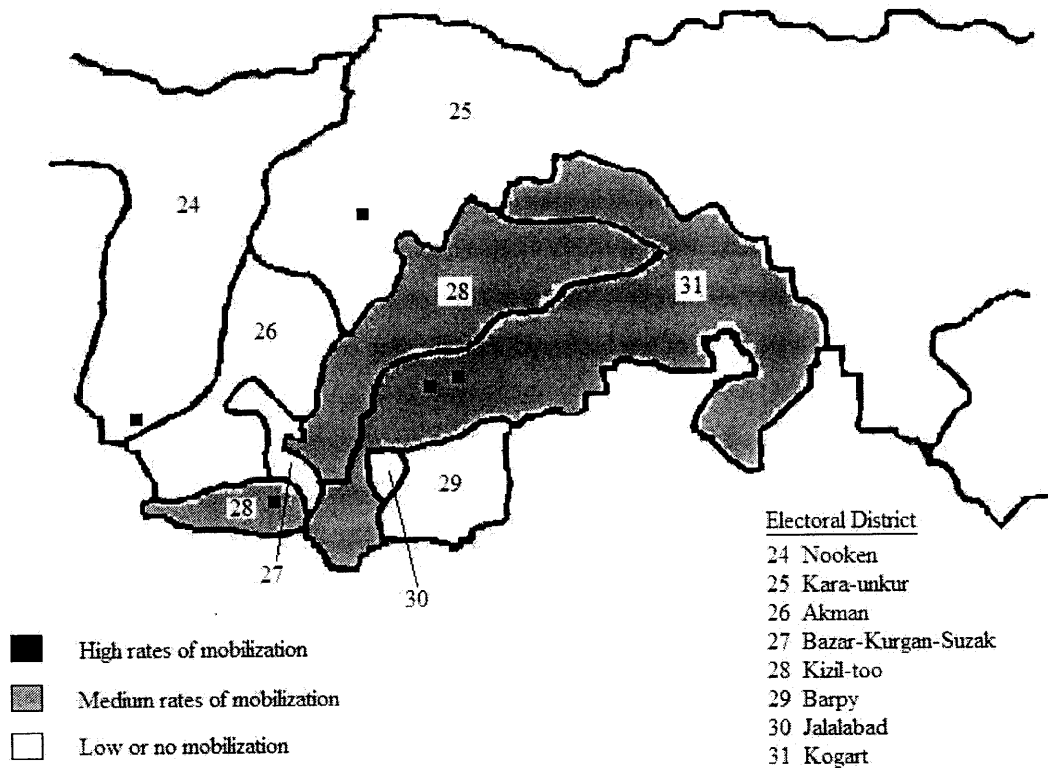 25
24
28
31
26
29
28
27
30
Electoral District
24 Nooken
25 Kara-unkur
26 Akman
27 Bazar-Kurgan-Suzak
28 Kizil-too
29 Barpy
30 Jalalabad
31 Kogart
High rates of mobilization
Medium rates of mobilization
Low or no mobilization